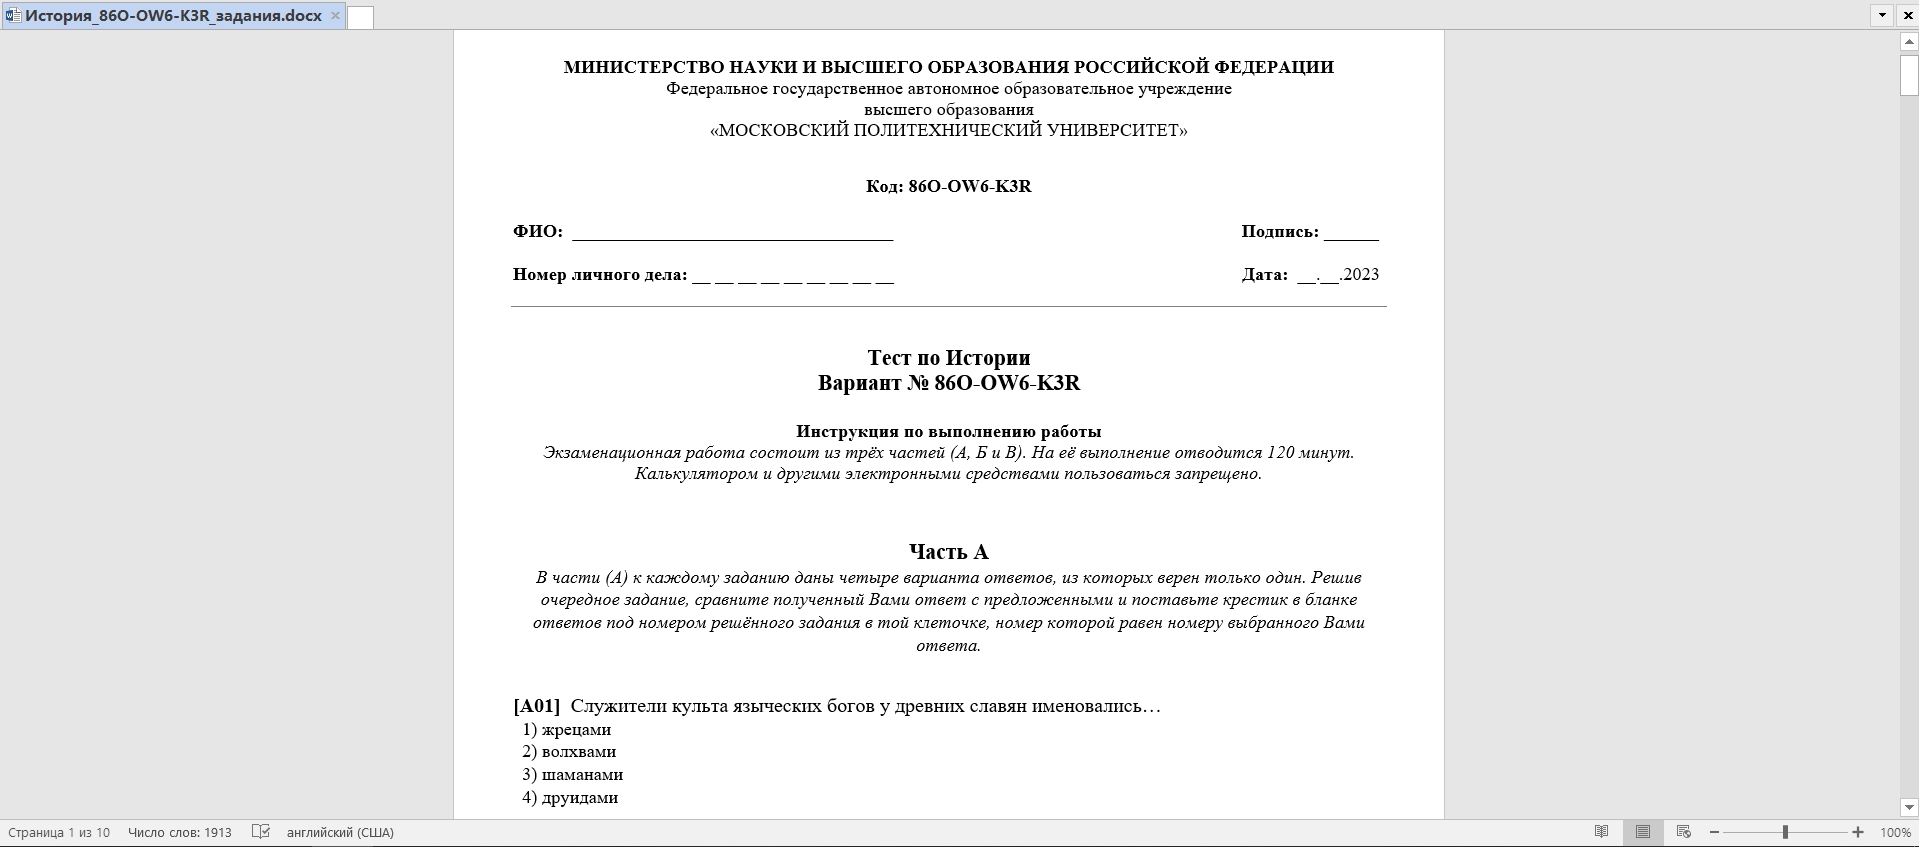 История_86O-OW6-K3R_задания.docx
МИНИСТЕРСТВО НАУКИ И ВЫСШЕГО ОБРАЗОВАНИЯ РОССИЙСКОЙ ФЕДЕРАЦИИ
Федеральное государственное автономное образовательное учреждение
высшего образования
«МОСКОВСКИЙ ПОЛИТЕХНИЧЕСКИЙ УНИВЕРСИТЕТ»
Код: 86O-OW6-K3R
ФИО: ___________________________________ Подпись: ______
Номер личного дела: __ __ __ __ __ __ __ __ __ Дата: __.__.2023
Тест по Истории
Вариант № 86O-OW6-K3R
Инструкция по выполнению работы
Экзаменационная работа состоит из трёх частей (А, Б и В). На её выполнение отводится 120 минут.
Калькулятором и другими электронными средствами пользоваться запрещено.
Часть А
В части (А) к каждому заданию даны четыре варианта ответов, из которых верен только один. Решив
очередное задание, сравните полученный Вами ответ с предложенными и поставьте крестик в бланке
ответов под номером решённого задания в той клеточке, номер которой равен номеру выбранного Вами
ответа.
[А01] Служители культа языческих богов у древних славян именовались…
1) жрецами
2) волхвами
3) шаманами
4) друидами
Страница 1 из 10 Число слов: 1913 английский (США) 100%